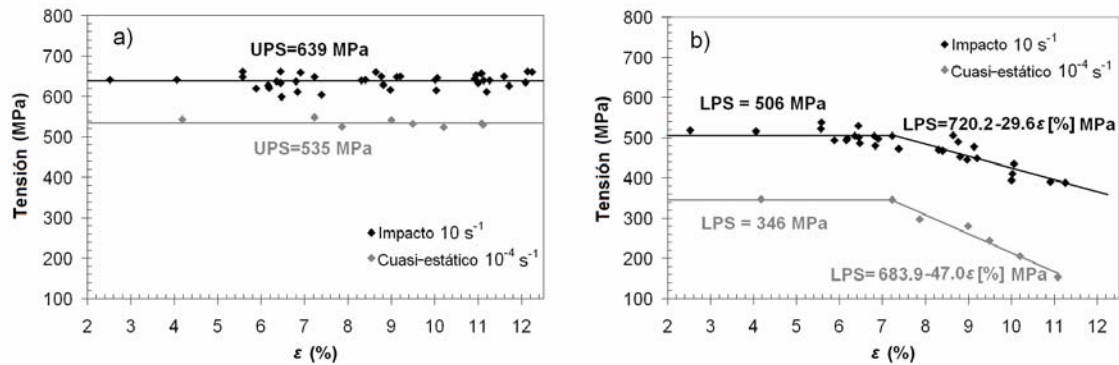 a)
800
700
600
500
400
300
200
100
Tensión (MPa)
UPS=639 MPa
UPS=535 MPa
Impacto 10 s⁻¹
Cuasi-estático 10⁻⁴ s⁻¹
2 3 4 5 6 7 8 9 10 11 12
ε (%)
b)
800
700
600
500
400
300
200
100
Tensión (MPa)
Impacto 10 s⁻¹
Cuasi-estático 10⁻⁴ s⁻¹
LPS = 506 MPa
LPS=720.2-29.6ε[%] MPa
LPS = 346 MPa
LPS=683.9-47.0ε[%] MPa
2 3 4 5 6 7 8 9 10 11 12
ε (%)